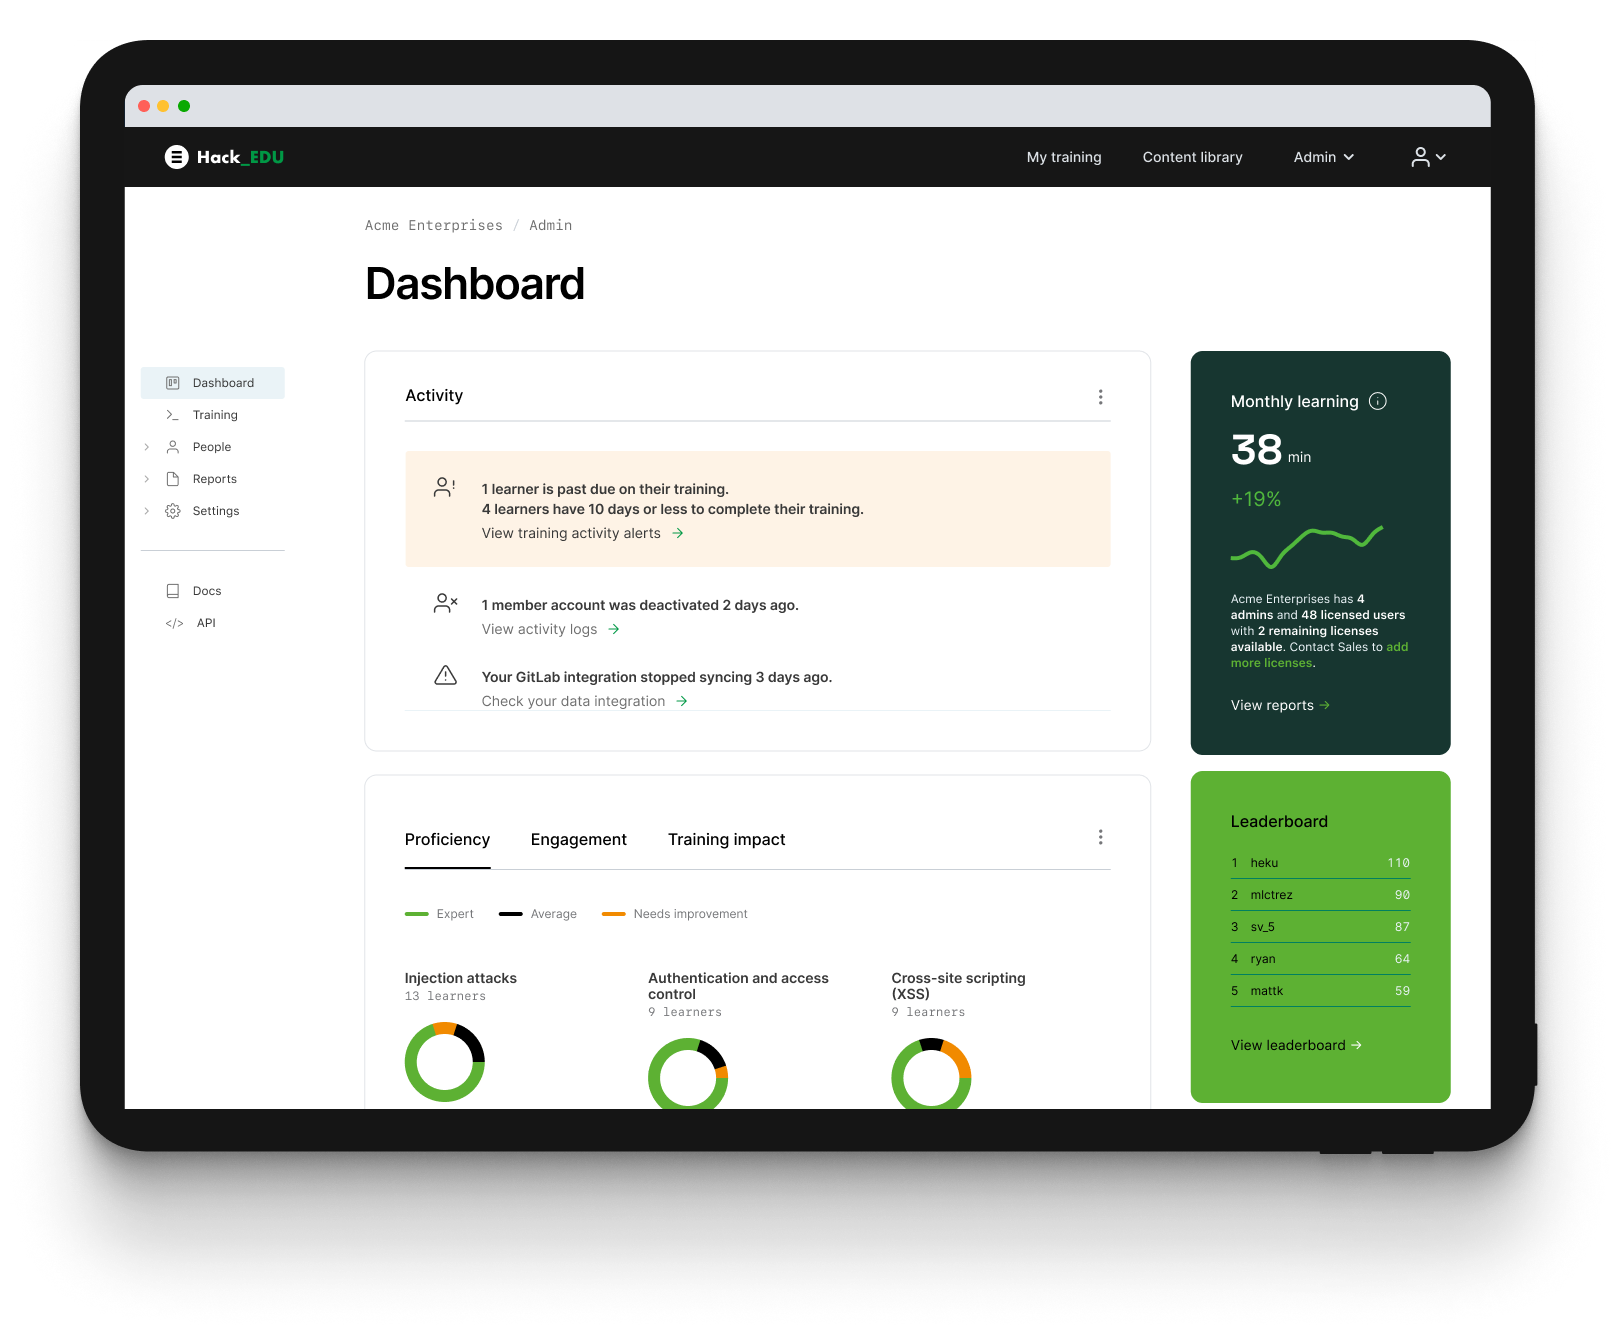 Hack_EDU
My training
Content library
Admin
Acme Enterprises / Admin
Dashboard
Dashboard
Training
People
Reports
Settings
Docs
</> API
Activity
1 learner is past due on their training.
4 learners have 10 days or less to complete their training.
View training activity alerts →
1 member account was deactivated 2 days ago.
View activity logs →
Your GitLab integration stopped syncing 3 days ago.
Check your data integration →
Monthly learning
38 min
+19%
Acme Enterprises has 4
admins and 48 licensed users
with 2 remaining licenses
available. Contact Sales to add
more licenses.
View reports →
Proficiency
Engagement
Training impact
Expert
Average
Needs improvement
Injection attacks
13 learners
Authentication and access
control
9 learners
Cross-site scripting
(XSS)
9 learners
Leaderboard
1 heku 110
2 mlctrez 90
3 sv_5 87
4 ryan 64
5 mattk 59
View leaderboard →